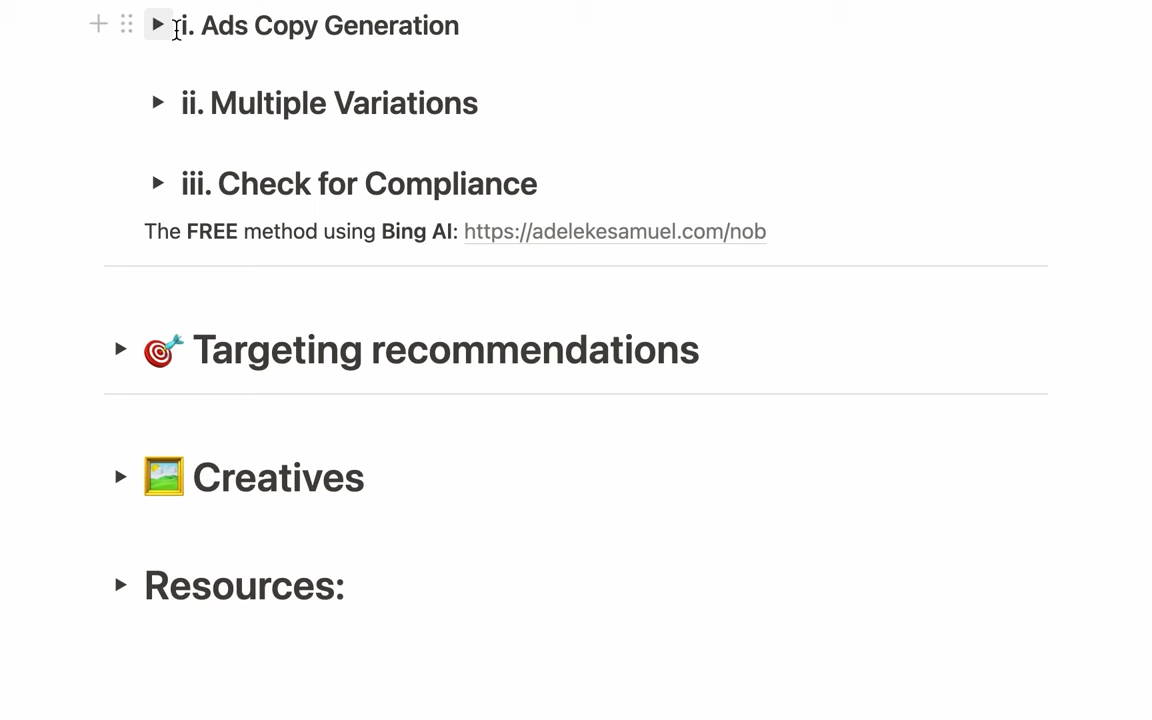 i. Ads Copy Generation
ii. Multiple Variations
iii. Check for Compliance
The FREE method using Bing AI: https://adelekesamuel.com/nob
🎯 Targeting recommendations
🖼️ Creatives
Resources: